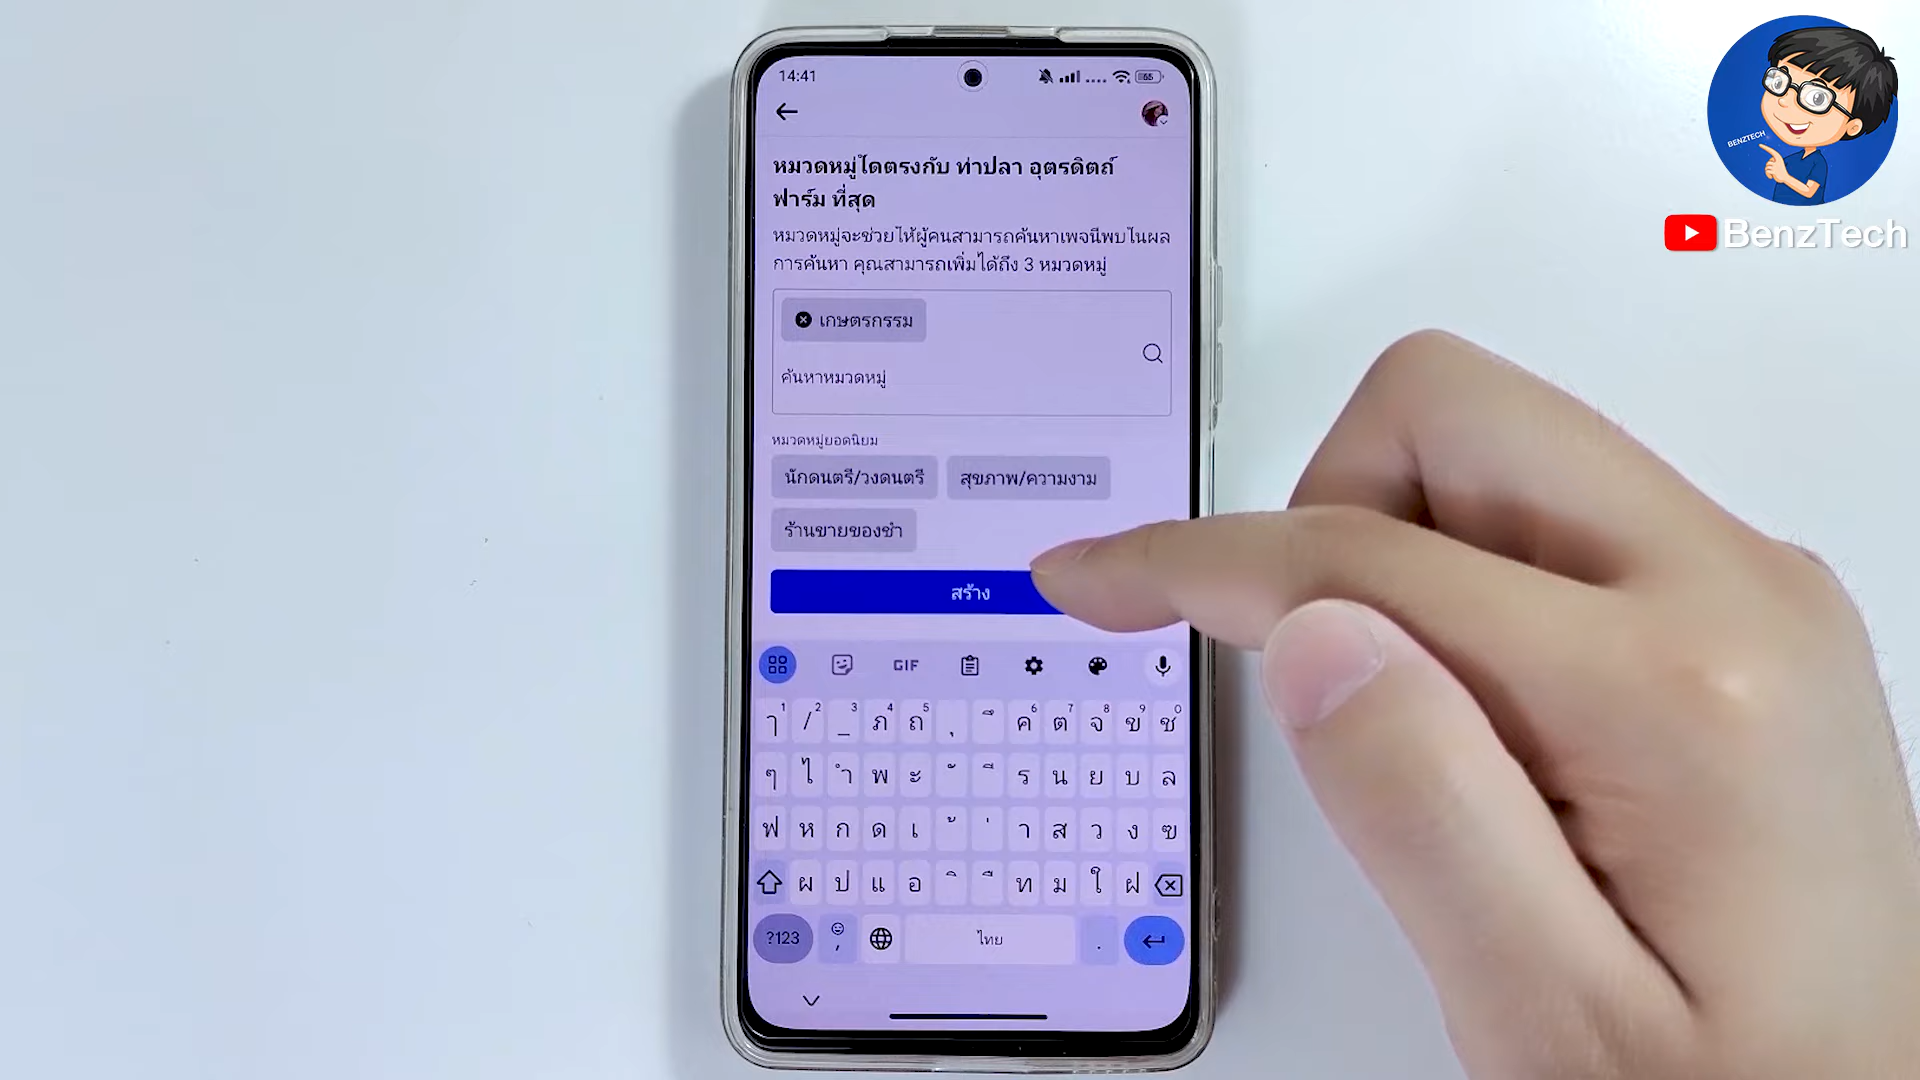 14:41
65
หมวดหมู่ใดตรงกับ ท่าปลา อุตรดิตถ์
ฟาร์ม ที่สุด
หมวดหมู่จะช่วยให้ผู้คนสามารถค้นหาเพจนี้พบในผล
การค้นหา คุณสามารถเพิ่มได้ถึง 3 หมวดหมู่
เกษตรกรรม
ค้นหาหมวดหมู่
หมวดหมู่ยอดนิยม
นักดนตรี/วงดนตรี สุขภาพ/ความงาม
ร้านขายของชำ
สร้าง
GIF
1 2 3 4 5 6 7 8 9 0
ๅ / _ ภ ถ ุ ึ ค ต จ ข ช
ๆ ไ ำ พ ะ ั ี ร น ย บ ล
ฟ ห ก ด เ ้ ่ า ส ว ง ฃ
ผ ป แ อ ิ ื ท ม ใ ฝ
?123 , ไทย .
BENZTECH
BenzTech